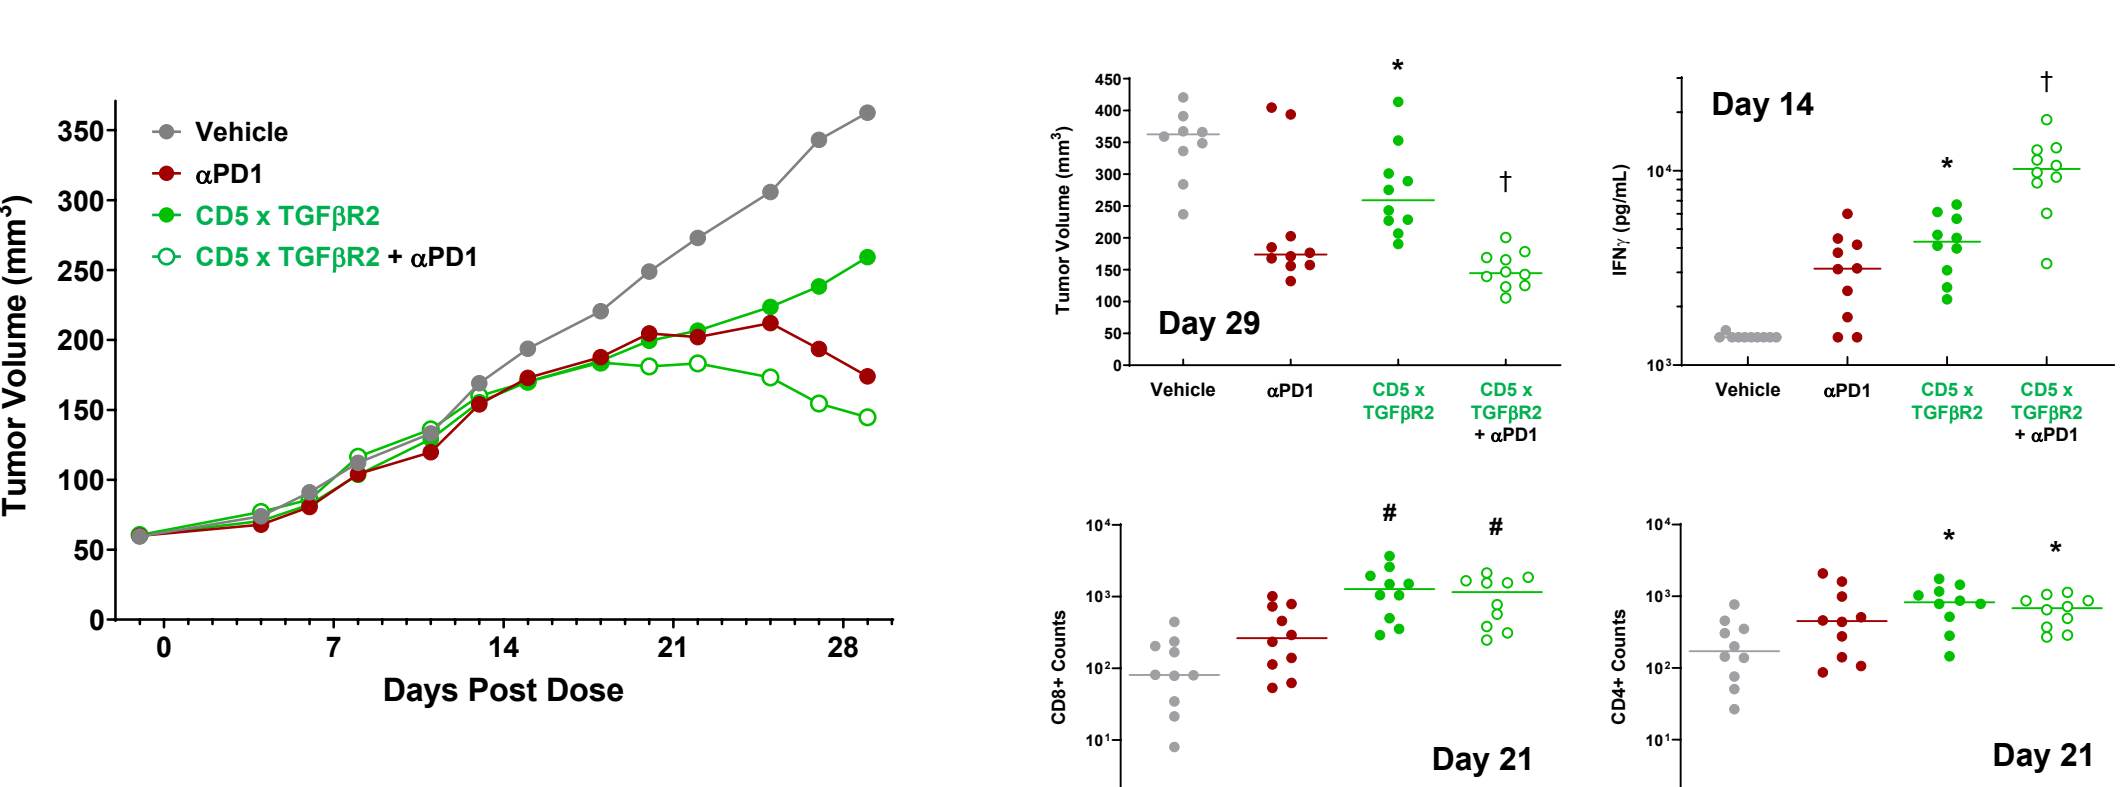 Tumor Volume (mm³)
350
300
250
200
150
100
50
0
Vehicle
αPD1
CD5 x TGFβR2
CD5 x TGFβR2 + αPD1
0 7 14 21 28
Days Post Dose
Tumor Volume (mm³)
450
400
350
300
250
200
150
100
50
0
*
†
Day 29
Vehicle αPD1 CD5 x CD5 x
TGFβR2 TGFβR2
+ αPD1
IFNγ (pg/mL)
10⁴
10³
Day 14
*
†
Vehicle αPD1 CD5 x CD5 x
TGFβR2 TGFβR2
+ αPD1
CD8+ Counts
10⁴
10³
10²
10¹
# #
Day 21
CD4+ Counts
10⁴
10³
10²
10¹
* *
Day 21